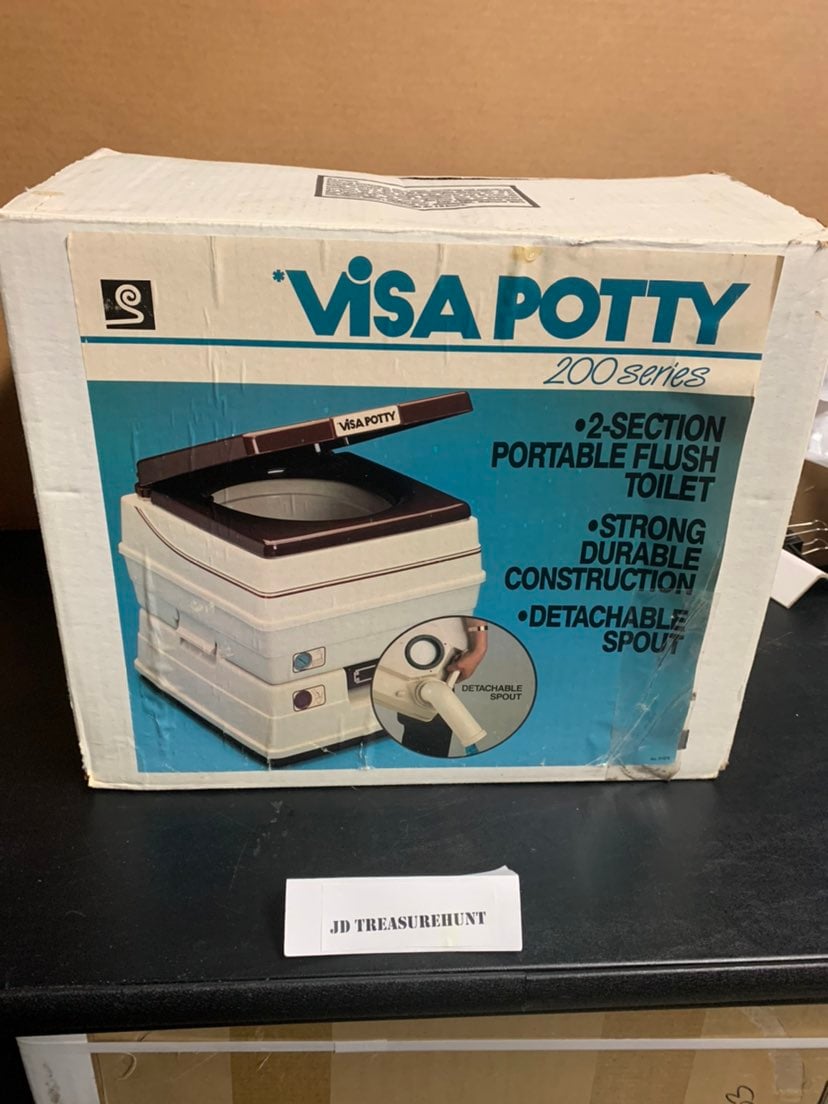 *ViSA POTTY
200 series
ViSA POTTY
•2-SECTION
PORTABLE FLUSH
TOILET
•STRONG
DURABLE
CONSTRUCTION
•DETACHABLE
SPOUT
DETACHABLE
SPOUT
JD TREASUREHUNT